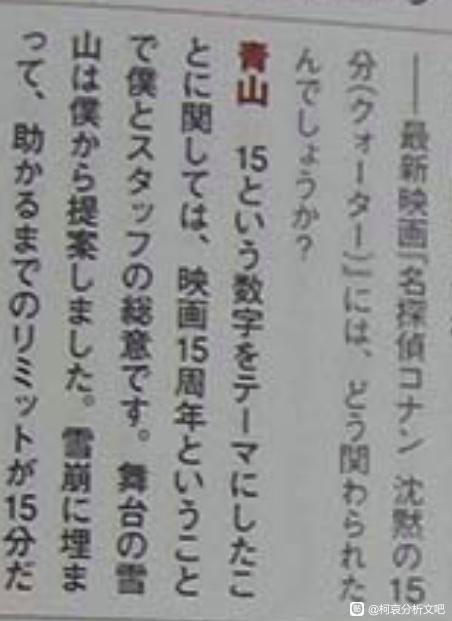 ──最新映画『名探偵コナン 沈黙の15
分(クォーター)』には、どう関わられた
んでしょうか?
青山 15という数字をテーマにしたこ
とに関しては、映画15周年ということ
で僕とスタッフの総意です。舞台の雪
山は僕から提案しました。雪崩に埋ま
って、助かるまでのリミットが15分だ
@柯哀分析文吧